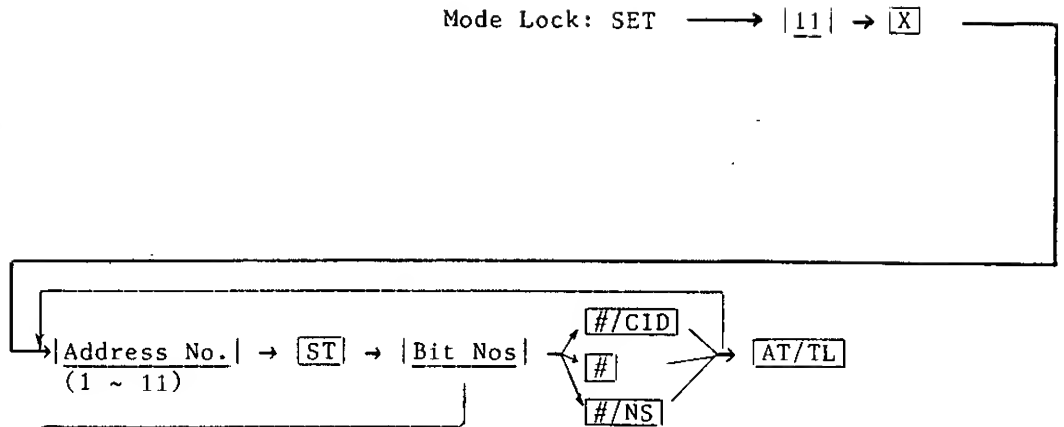 Mode Lock: SET → |11| → X
#/CID
|Address No.| → ST → |Bit Nos| → # → AT/TL
(1 ~ 11)
#/NS